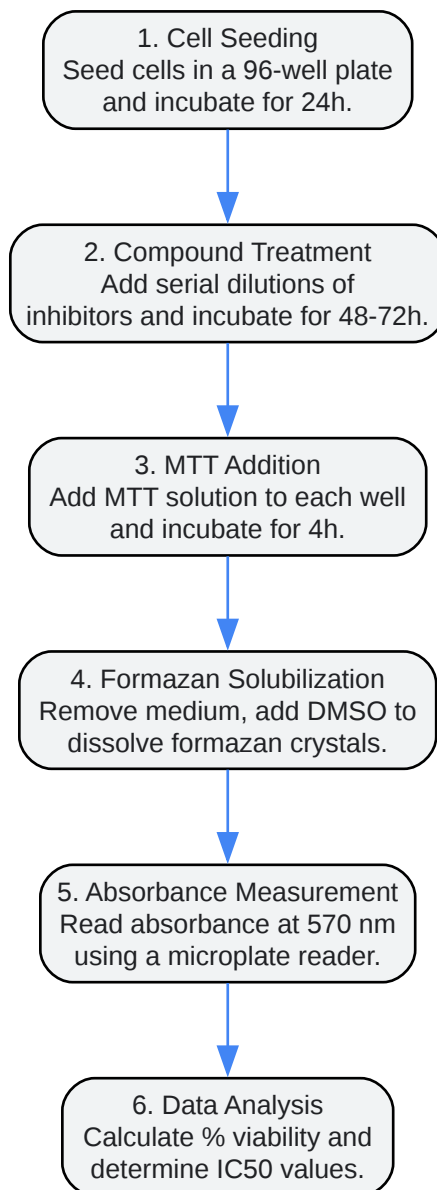 1. Cell Seeding
Seed cells in a 96-well plate
and incubate for 24h.
2. Compound Treatment
Add serial dilutions of
inhibitors and incubate for 48-72h.
3. MTT Addition
Add MTT solution to each well
and incubate for 4h.
4. Formazan Solubilization
Remove medium, add DMSO to
dissolve formazan crystals.
5. Absorbance Measurement
Read absorbance at 570 nm
using a microplate reader.
6. Data Analysis
Calculate % viability and
determine IC50 values.